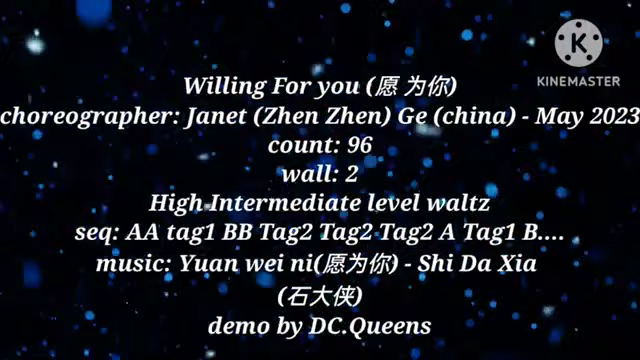 KINEMASTER
Willing For you (愿 为你)
choreographer: Janet (Zhen Zhen) Ge (china) - May 2023
count: 96
wall: 2
High Intermediate level waltz
seq: AA tag1 BB Tag2 Tag2 Tag2 A Tag1 B....
music: Yuan wei ni(愿为你) - Shi Da Xia
(石大侠)
demo by DC.Queens